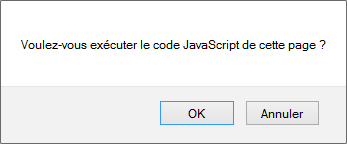 Voulez-vous exécuter le code JavaScript de cette page ?
OK
Annuler